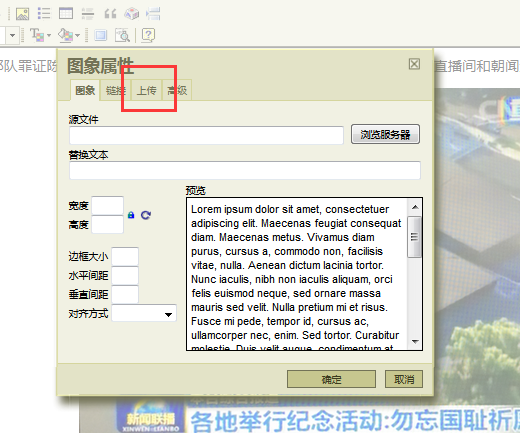 部队罪证陈
图象属性
直播间和朝闻
图象 链接 上传 高级
源文件
浏览服务器
替换文本
宽度
高度
边框大小
水平间距
垂直间距
对齐方式
预览
Lorem ipsum dolor sit amet, consectetuer
adipiscing elit. Maecenas feugiat consequat
diam. Maecenas metus. Vivamus diam
purus, cursus a, commodo non, facilisis
vitae, nulla. Aenean dictum lacinia tortor.
Nunc iaculis, nibh non iaculis aliquam, orci
felis euismod neque, sed ornare massa
mauris sed velit. Nulla pretium mi et risus.
Fusce mi pede, tempor id, cursus ac,
ullamcorper nec, enim. Sed tortor. Curabitur
molestie. Duis velit augue, condimentum at
确定 取消
新闻联播
XINWEN-LIANBO
各地举行纪念活动:勿忘国耻祈